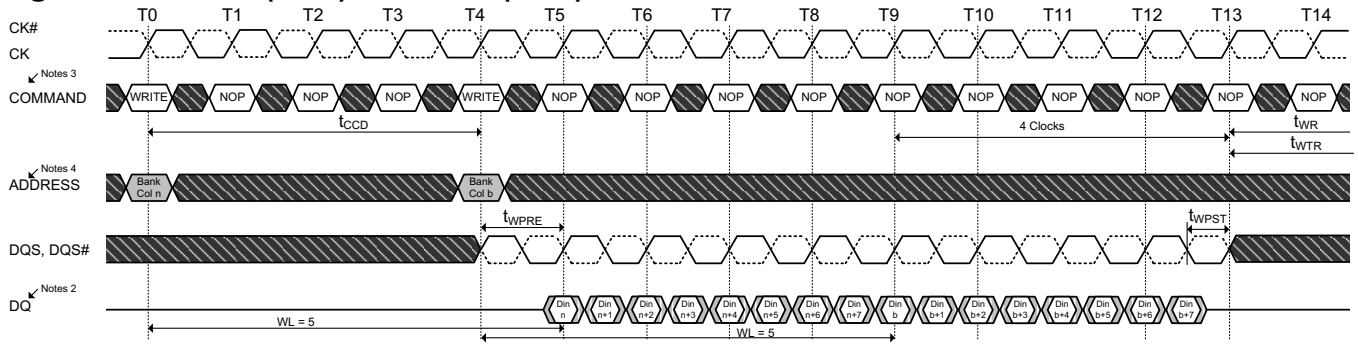 T0 T1 T2 T3 T4 T5 T6 T7 T8 T9 T10 T11 T12 T13 T14
CK#
CK
Notes 3
COMMAND WRITE NOP NOP NOP WRITE NOP NOP NOP NOP NOP NOP NOP NOP NOP NOP
tCCD 4 Clocks tWR
tWTR
Notes 4
ADDRESS
Bank Col n
Bank Col b
tWPRE tWPST
DQS, DQS#
Notes 2
DQ
Din n
Din n+1
Din n+2
Din n+3
Din n+4
Din n+5
Din n+6
Din n+7
Din b
Din b+1
Din b+2
Din b+3
Din b+4
Din b+5
Din b+6
Din b+7
WL = 5
WL = 5